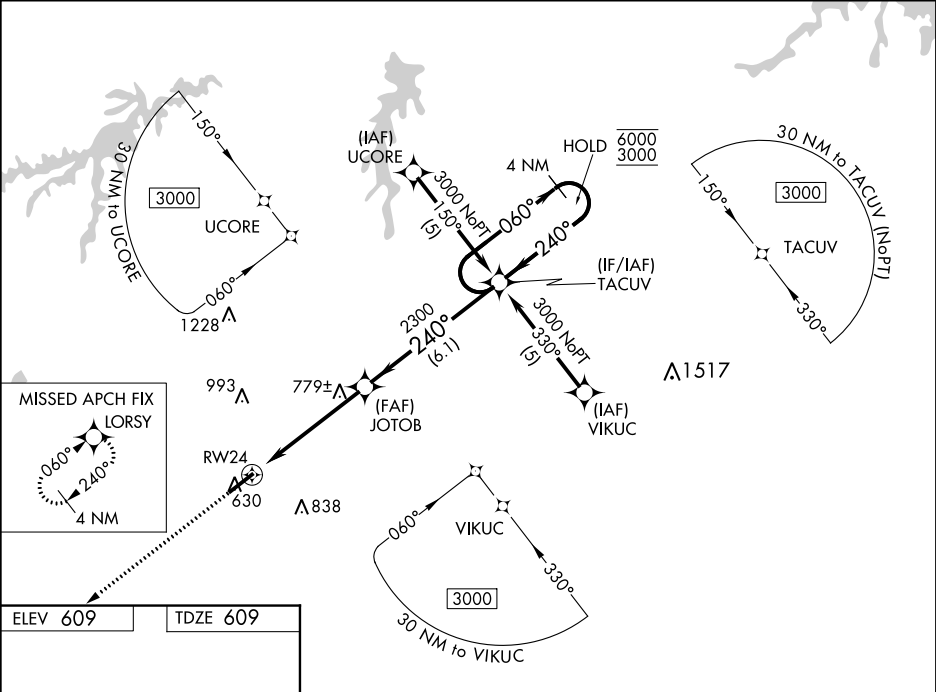 150°
30 NM to UCORE
3000
UCORE
060°
1228
(IAF)
UCORE
3000 NoPT
150°
(5)
4 NM
HOLD
6000
3000
060°
240°
(IF/IAF)
TACUV
30 NM to TACUV (NoPT)
3000
150°
TACUV
330°
2300
240°
(6.1)
3000 NoPT
330°
(5)
1517
(IAF)
VIKUC
993
779±
(FAF)
JOTOB
MISSED APCH FIX
LORSY
060°
240°
4 NM
RW24
630
838
060°
VIKUC
330°
3000
30 NM to VIKUC
ELEV 609
TDZE 609